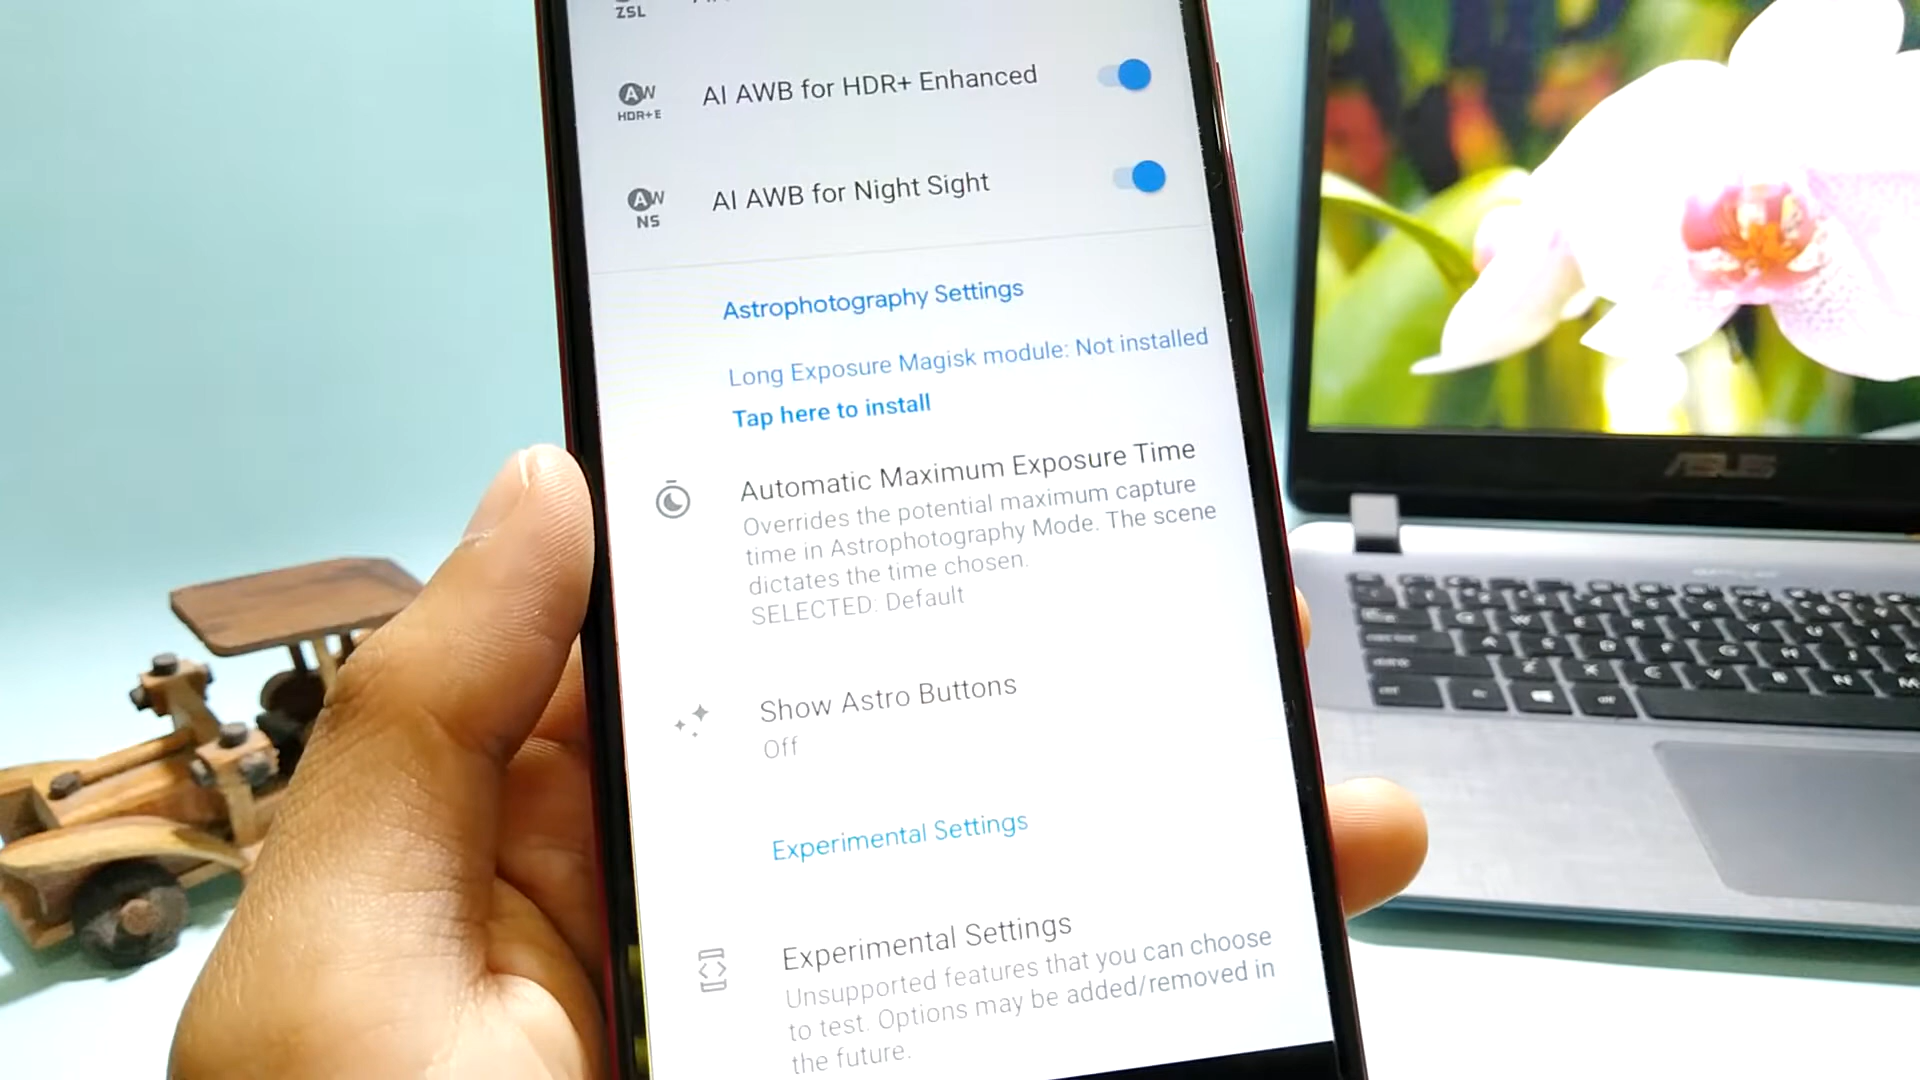 ZSL
AW
HDR+E
AI AWB for HDR+ Enhanced
AW
NS
AI AWB for Night Sight
Astrophotography Settings
Long Exposure Magisk module: Not installed
Tap here to install
Automatic Maximum Exposure Time
Overrides the potential maximum capture
time in Astrophotography Mode. The scene
dictates the time chosen.
SELECTED: Default
Show Astro Buttons
Off
Experimental Settings
Experimental Settings
Unsupported features that you can choose
to test. Options may be added/removed in
the future.
ASUS